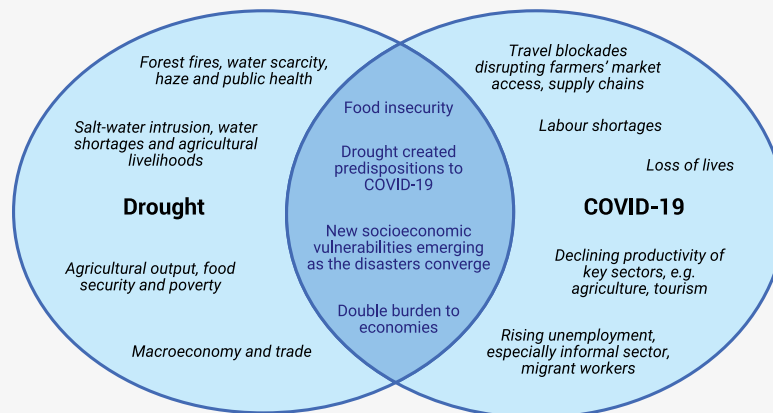 Forest fires, water scarcity,
haze and public health
Salt-water intrusion, water
shortages and agricultural
livelihoods
Drought
Agricultural output, food
security and poverty
Macroeconomy and trade
Food insecurity
Drought created
predispositions to
COVID-19
New socioeconomic
vulnerabilities emerging
as the disasters converge
Double burden to
economies
Travel blockades
disrupting farmers’ market
access, supply chains
Labour shortages
Loss of lives
COVID-19
Declining productivity of
key sectors, e.g.
agriculture, tourism
Rising unemployment,
especially informal sector,
migrant workers